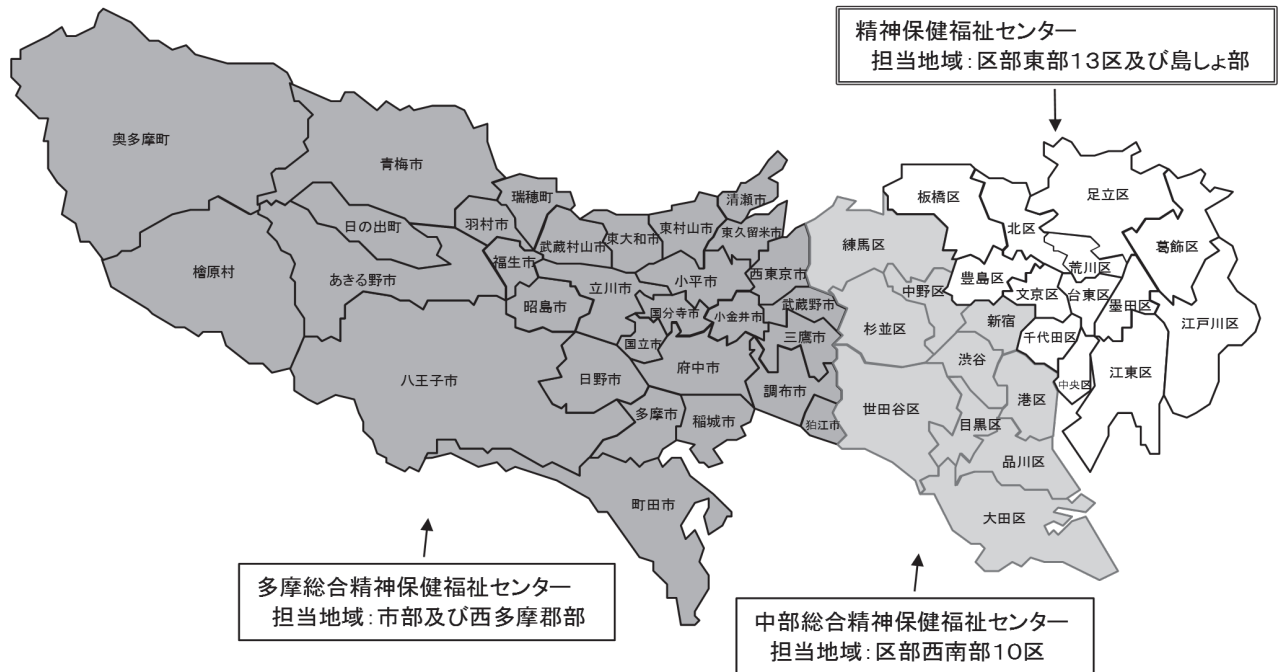 精神保健福祉センター
担当地域:区部東部13区及び島しょ部
奥多摩町
青梅市
瑞穂町
清瀬市
板橋区
足立区
日の出町
羽村市
武蔵村山市
東大和市
東村山市
東久留米市
練馬区
北区
葛飾区
檜原村
あきる野市
福生市
立川市
小平市
西東京市
中野区
豊島区
文京区
荒川区
台東区
墨田区
江戸川区
昭島市
国分寺市
小金井市
武蔵野市
杉並区
新宿
千代田区
国立市
三鷹市
渋谷
中央区
江東区
八王子市
日野市
府中市
調布市
世田谷区
港区
多摩市
稲城市
狛江市
目黒区
品川区
町田市
大田区
多摩総合精神保健福祉センター
担当地域:市部及び西多摩郡部
中部総合精神保健福祉センター
担当地域:区部西南部10区